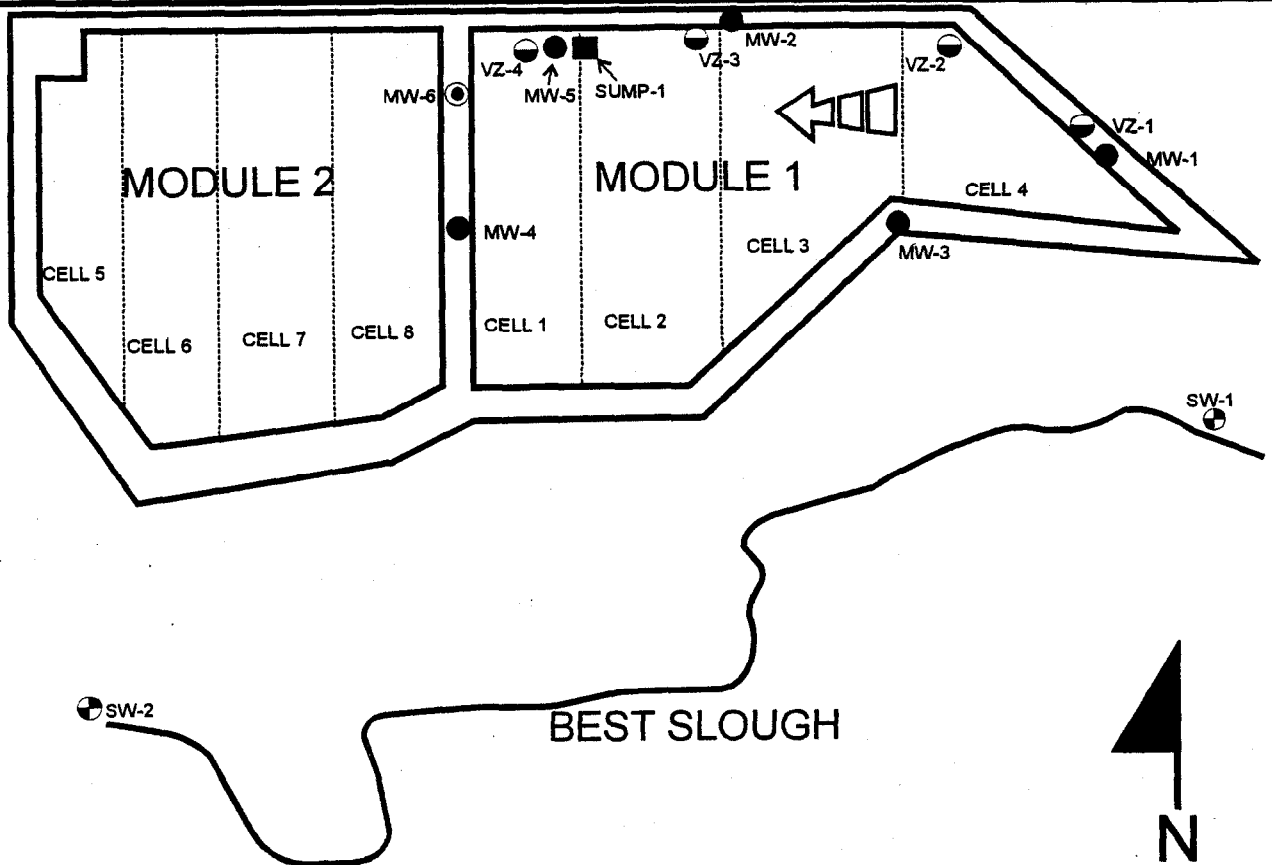 MW-2
VZ-4
MW-5
SUMP-1
VZ-3
VZ-2
MW-6
VZ-1
MW-1
MODULE 2
MODULE 1
CELL 4
MW-4
CELL 3
MW-3
CELL 5
CELL 6
CELL 7
CELL 8
CELL 1
CELL 2
SW-1
SW-2
BEST SLOUGH
N